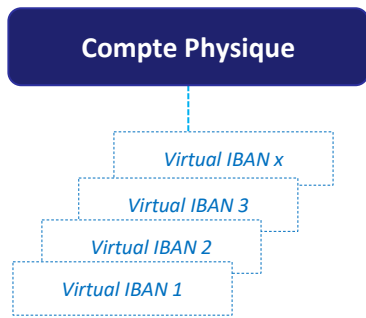 Compte Physique
Virtual IBAN x
Virtual IBAN 3
Virtual IBAN 2
Virtual IBAN 1